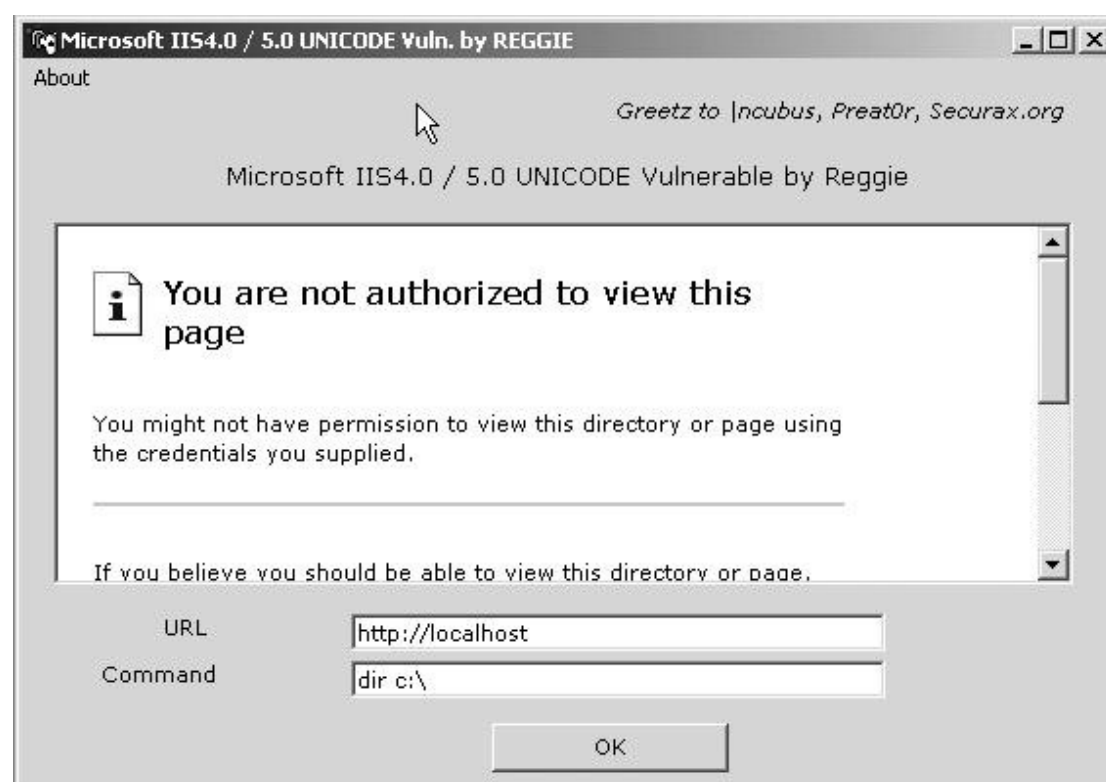 Microsoft IIS4.0 / 5.0 UNICODE Vuln. by REGGIE
About
Greetz to |ncubus, Preat0r, Securax.org
Microsoft IIS4.0 / 5.0 UNICODE Vulnerable by Reggie
You are not authorized to view this
page
You might not have permission to view this directory or page using
the credentials you supplied.
If you believe you should be able to view this directory or page,
URL
http://localhost
Command
dir c:\
OK